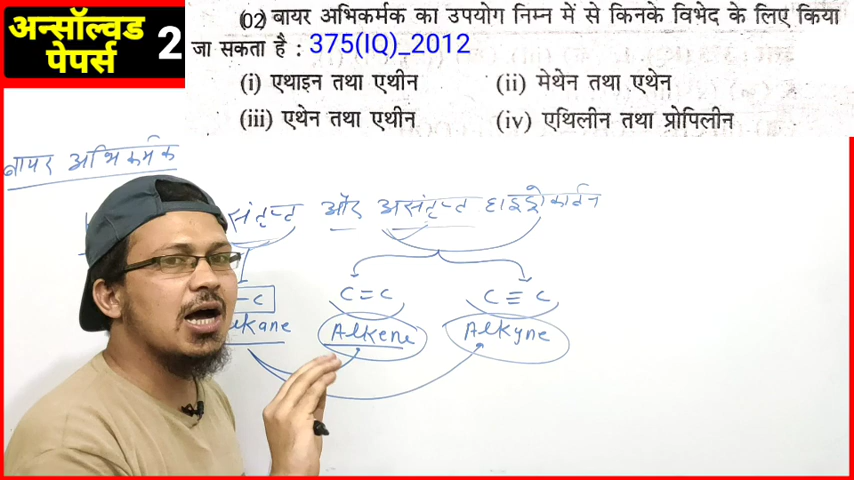 अन्सॉल्वड
पेपर्स 2
02) बायर अभिकर्मक का उपयोग निम्न में से किनके विभेद के लिए किया
जा सकता है : 375(IQ)_2012
(i) एथाइन तथा एथीन (ii) मेथेन तथा एथेन
(iii) एथेन तथा एथीन (iv) एथिलीन तथा प्रोपिलीन
बायर अभिकर्मक
संतृप्त और असंतृप्त हाइड्रोकार्बन
-C C=C C≡C
Alkane Alkene Alkyne